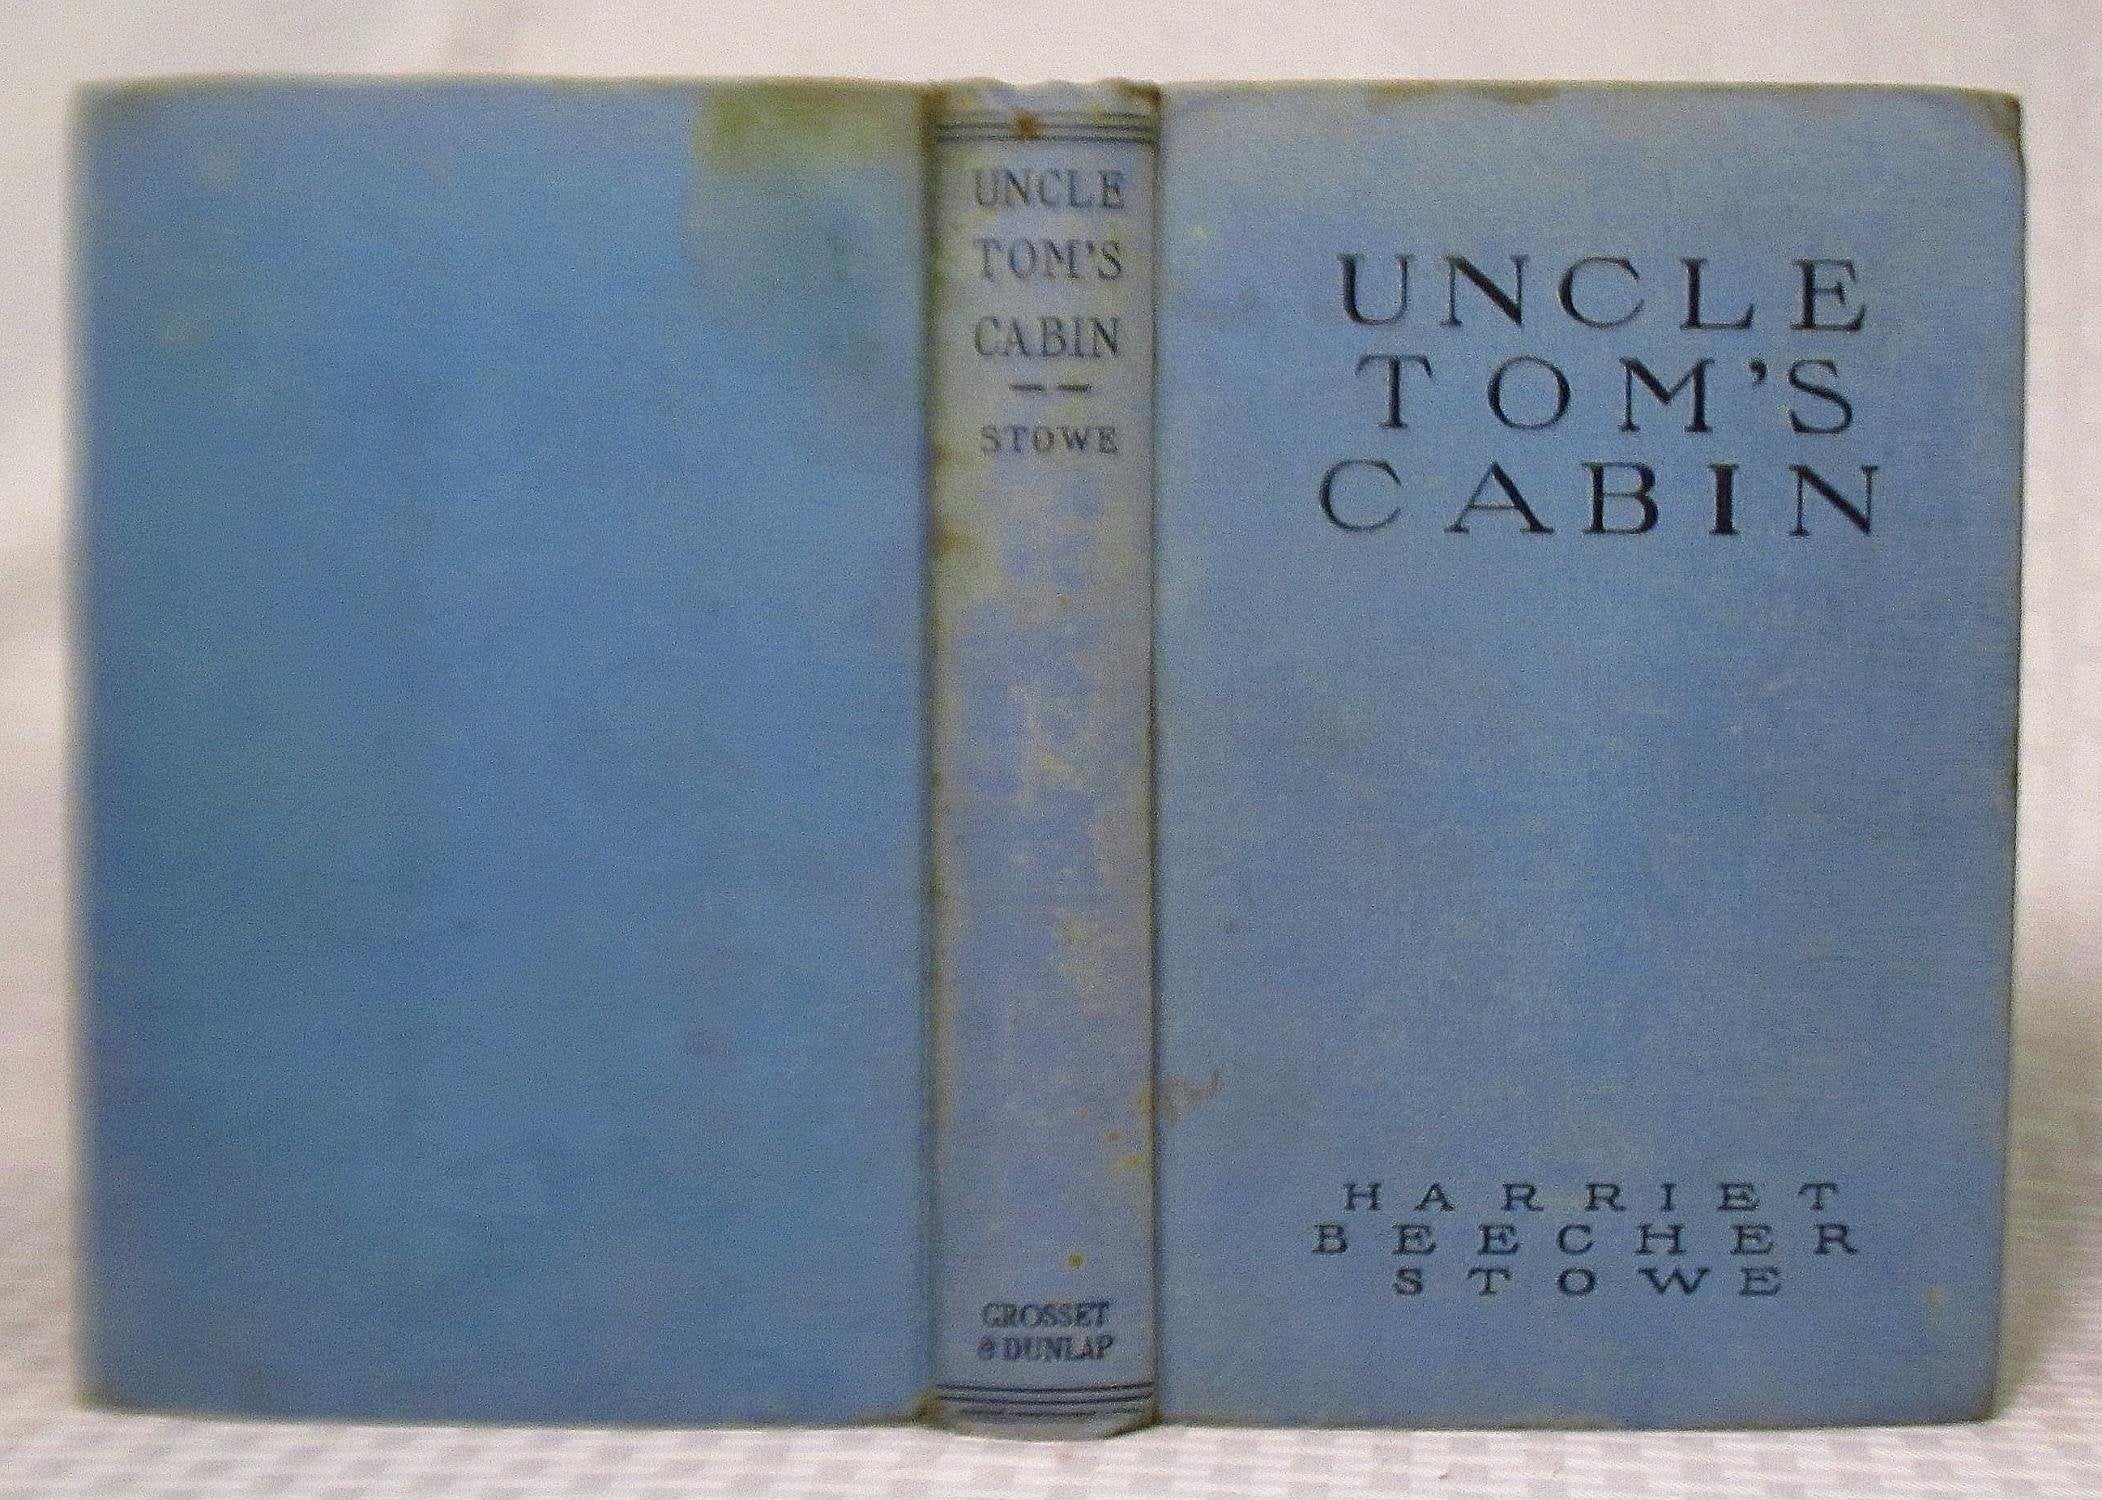 UNCLE
TOM'S
CABIN
STOWE
GROSSET
& DUNLAP
UNCLE
TOM'S
CABIN
HARRIET
BEECHER
STOWE